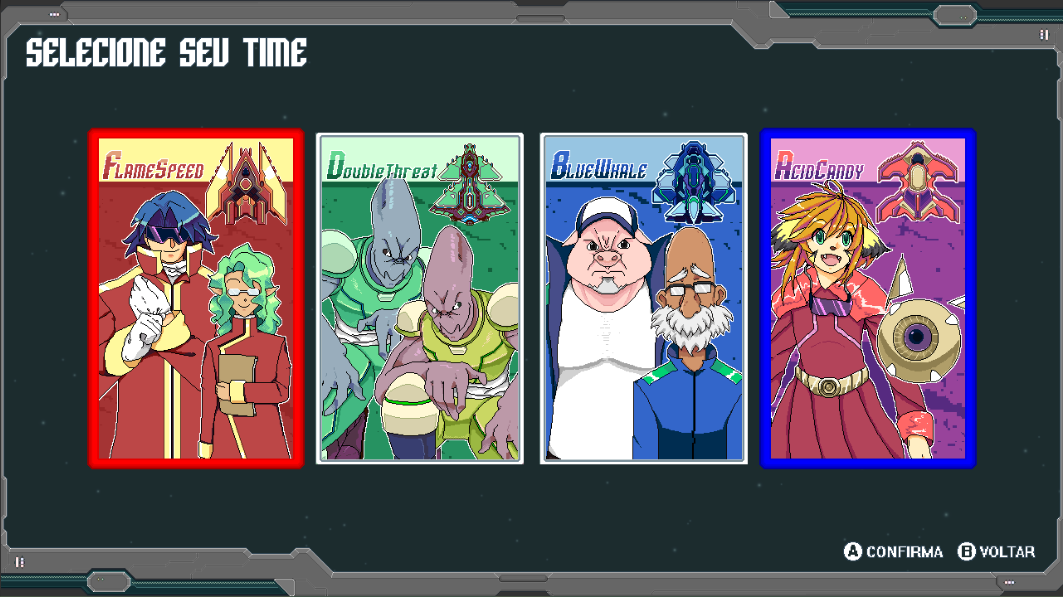 SELECIONE SEU TIME
FLAMESPEED
DoubleThreat
BLUEWHALE
ACIDCANDY
A CONFIRMA B VOLTAR